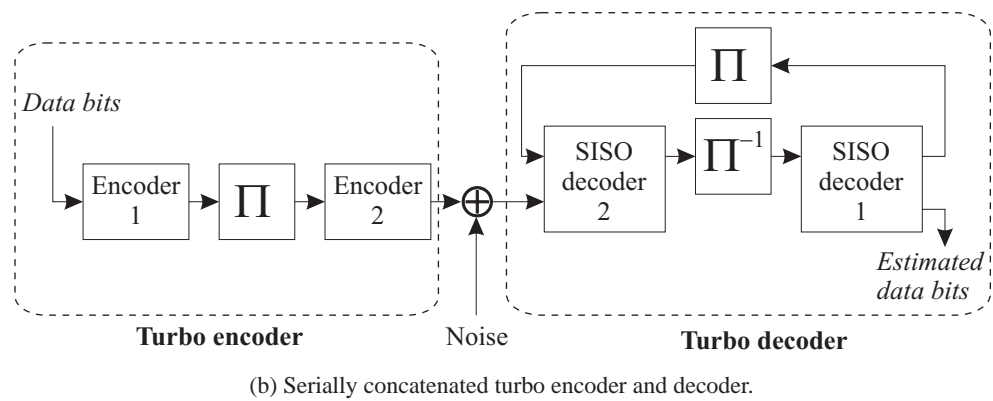 Data bits
Encoder
1
Π
Encoder
2
Π
SISO
decoder
2
Π⁻¹
SISO
decoder
1
Estimated
data bits
Turbo encoder
Noise
Turbo decoder
(b) Serially concatenated turbo encoder and decoder.